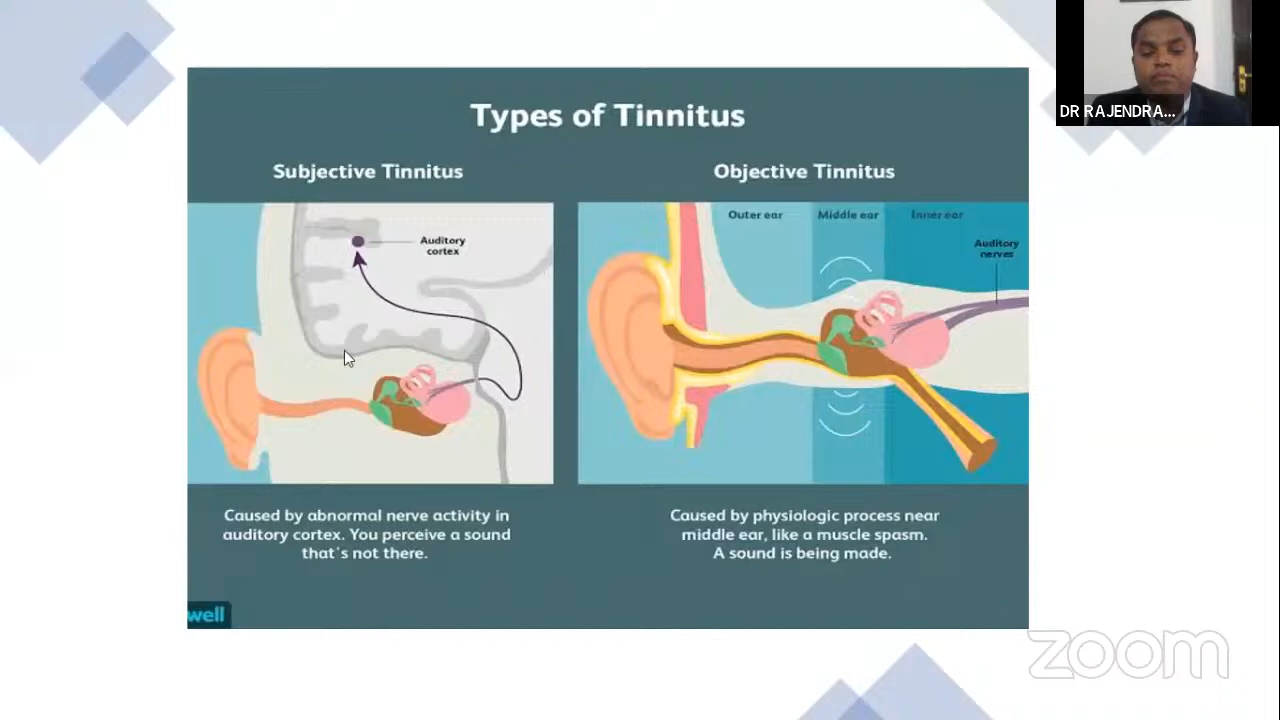 DR RAJENDRA...
Types of Tinnitus
Subjective Tinnitus
Objective Tinnitus
Auditory
cortex
Outer ear
Middle ear
Inner ear
Auditory
nerves
Caused by abnormal nerve activity in
auditory cortex. You perceive a sound
that's not there.
Caused by physiologic process near
middle ear, like a muscle spasm.
A sound is being made.
well
zoom